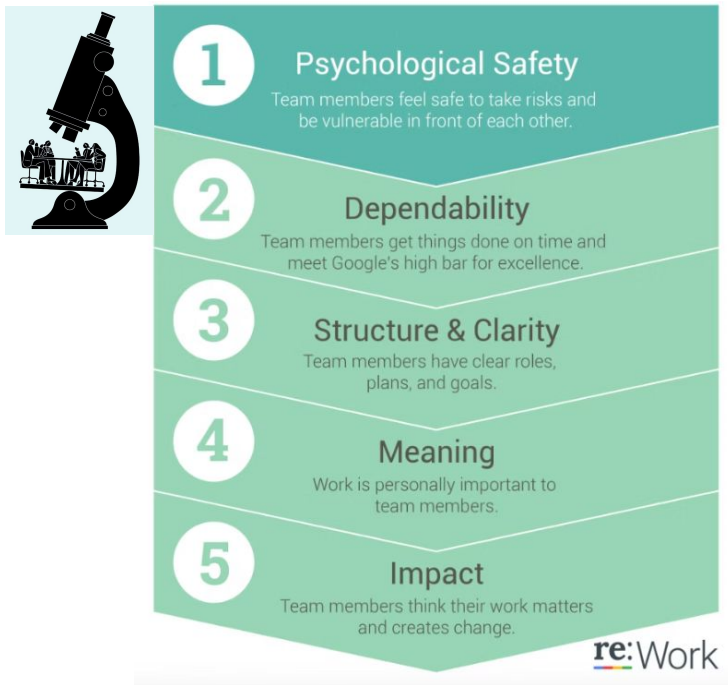 1
Psychological Safety
Team members feel safe to take risks and
be vulnerable in front of each other.
2
Dependability
Team members get things done on time and
meet Google's high bar for excellence.
3
Structure & Clarity
Team members have clear roles,
plans, and goals.
4
Meaning
Work is personally important to
team members.
5
Impact
Team members think their work matters
and creates change.
re:Work